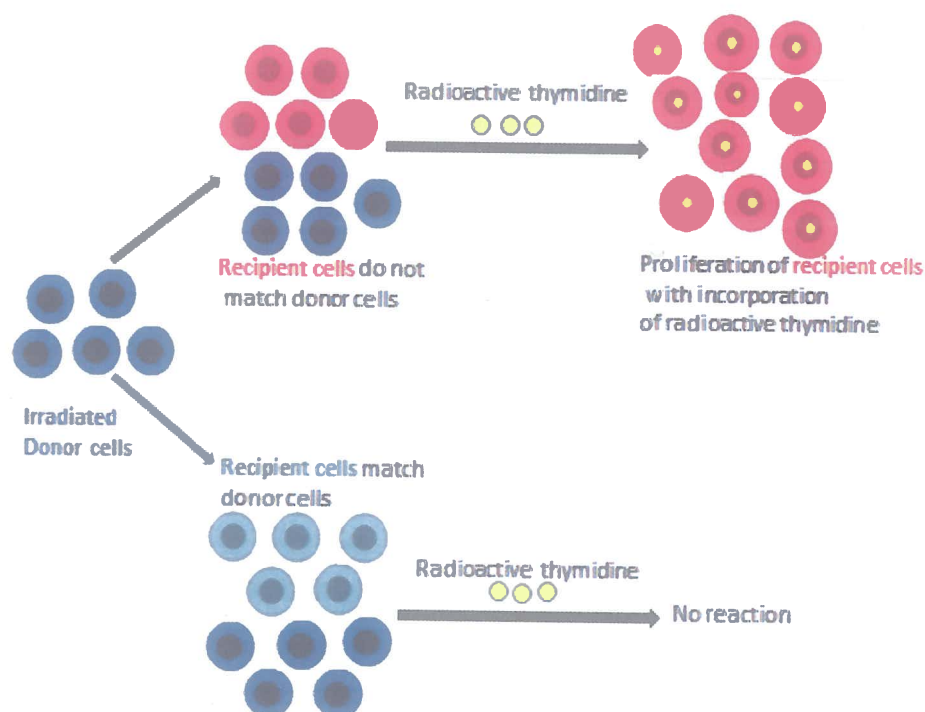 Radioactive thymidine
Recipient cells do not
match donor cells
Proliferation of recipient cells
with incorporation
of radioactive thymidine
Irradiated
Donor cells
Recipient cells match
donor cells
Radioactive thymidine
No reaction